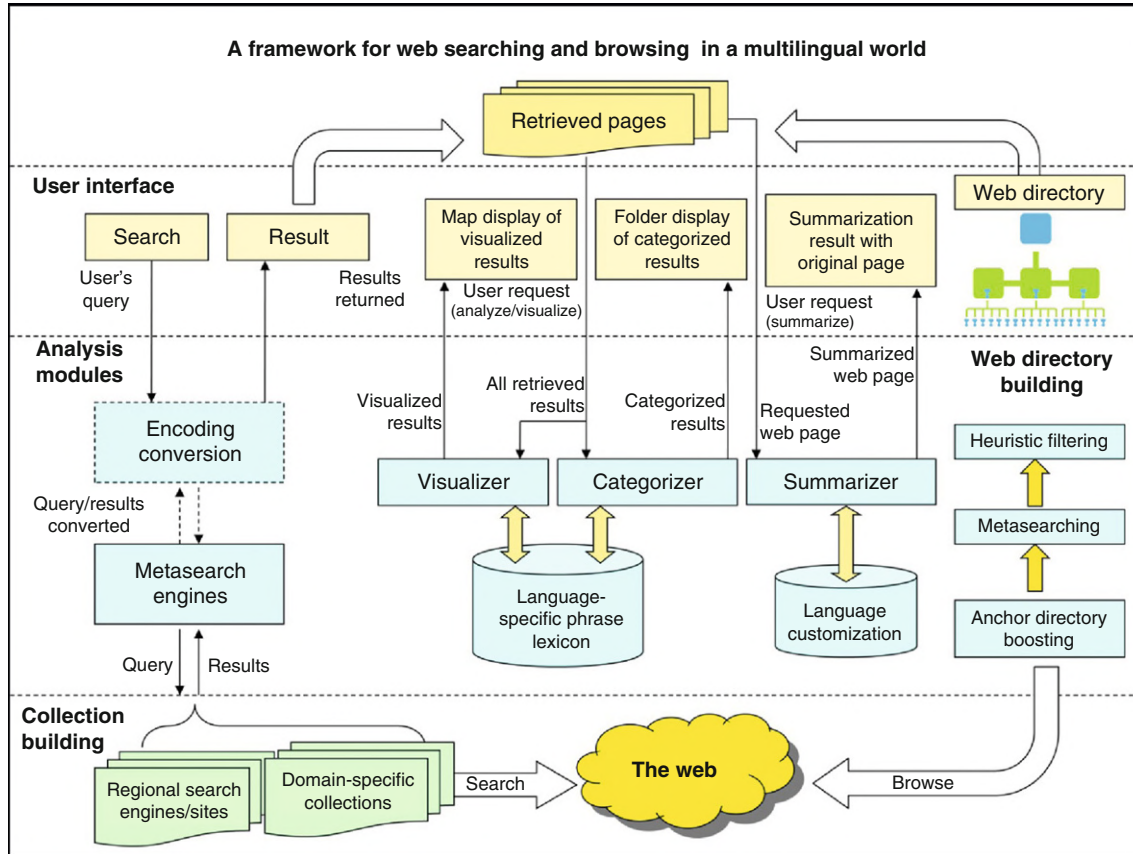 A framework for web searching and browsing in a multilingual world
Retrieved pages
User interface
Web directory
Search
Result
Map display of
visualized
results
Folder display
of categorized
results
Summarization
result with
original page
User's
query
Results
returned
User request
(analyze/visualize)
User request
(summarize)
Analysis
modules
Web directory
building
Summarized
web page
Visualized
results
All retrieved
results
Categorized
results
Requested
web page
Encoding
conversion
Heuristic filtering
Visualizer
Categorizer
Summarizer
Query/results
converted
Metasearching
Metasearch
engines
Language-
specific phrase
lexicon
Language
customization
Anchor directory
boosting
Query
Results
Collection
building
Regional search
engines/sites
Domain-specific
collections
Search
The web
Browse